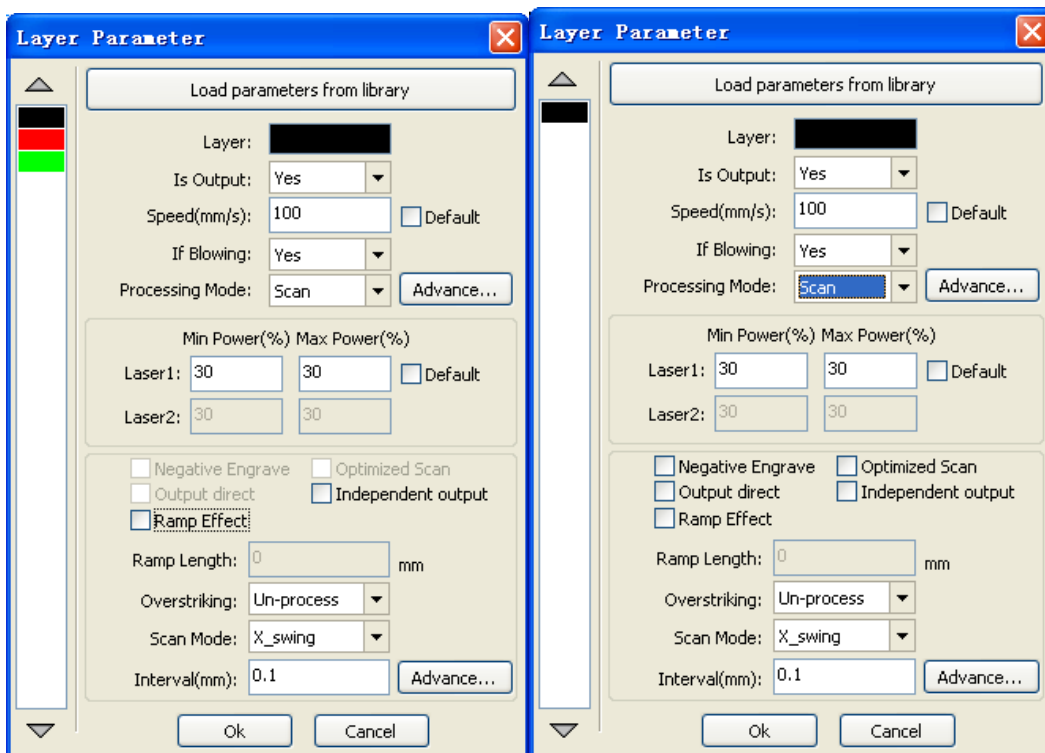 Layer Parameter
Load parameters from library
Layer:
Is Output: Yes
Speed(mm/s): 100 Default
If Blowing: Yes
Processing Mode: Scan Advance...
Min Power(%) Max Power(%)
Laser1: 30 30 Default
Laser2: 30 30
Negative Engrave Optimized Scan
Output direct Independent output
Ramp Effect
Ramp Length: 0 mm
Overstriking: Un-process
Scan Mode: X_swing
Interval(mm): 0.1 Advance...
Ok Cancel
Layer Parameter
Load parameters from library
Layer:
Is Output: Yes
Speed(mm/s): 100 Default
If Blowing: Yes
Processing Mode: Scan Advance...
Min Power(%) Max Power(%)
Laser1: 30 30 Default
Laser2: 30 30
Negative Engrave Optimized Scan
Output direct Independent output
Ramp Effect
Ramp Length: 0 mm
Overstriking: Un-process
Scan Mode: X_swing
Interval(mm): 0.1 Advance...
Ok Cancel